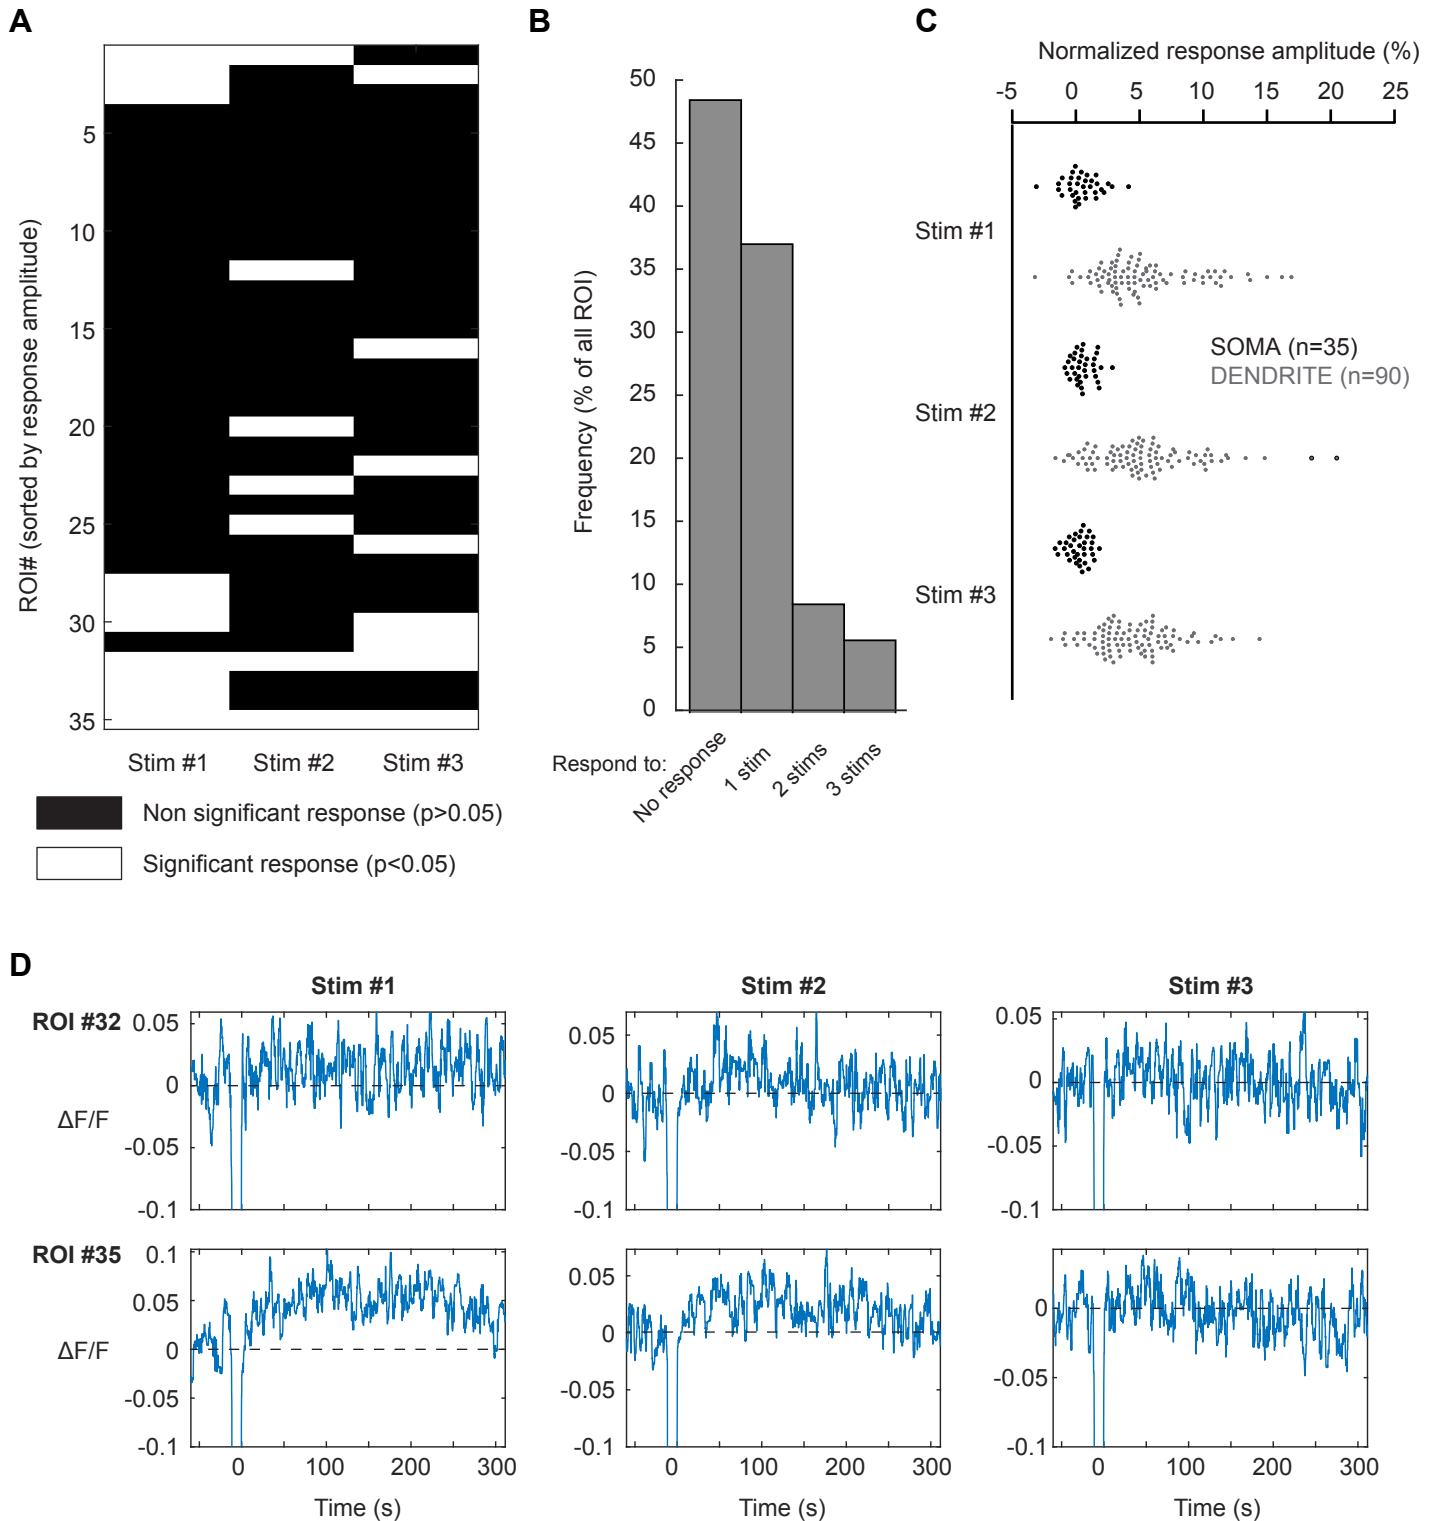 A
ROI# (sorted by response amplitude)
5
10
15
20
25
30
35
Stim #1 Stim #2 Stim #3
Non significant response (p>0.05)
Significant response (p<0.05)
B
Frequency (% of all ROI)
50
45
40
35
30
25
20
15
10
5
0
Respond to:
No response
1 stim
2 stims
3 stims
C
Normalized response amplitude (%)
-5 0 5 10 15 20 25
Stim #1
SOMA (n=35)
DENDRITE (n=90)
Stim #2
Stim #3
D
Stim #1 Stim #2 Stim #3
ROI #32
ΔF/F
0.05
0
-0.05
-0.1
0.05
0
-0.05
-0.1
0.05
0
-0.05
-0.1
ROI #35
ΔF/F
0.1
0.05
0
-0.05
-0.1
0.05
0
-0.05
-0.1
0
-0.05
-0.1
0 100 200 300
0 100 200 300
0 100 200 300
Time (s) Time (s) Time (s)